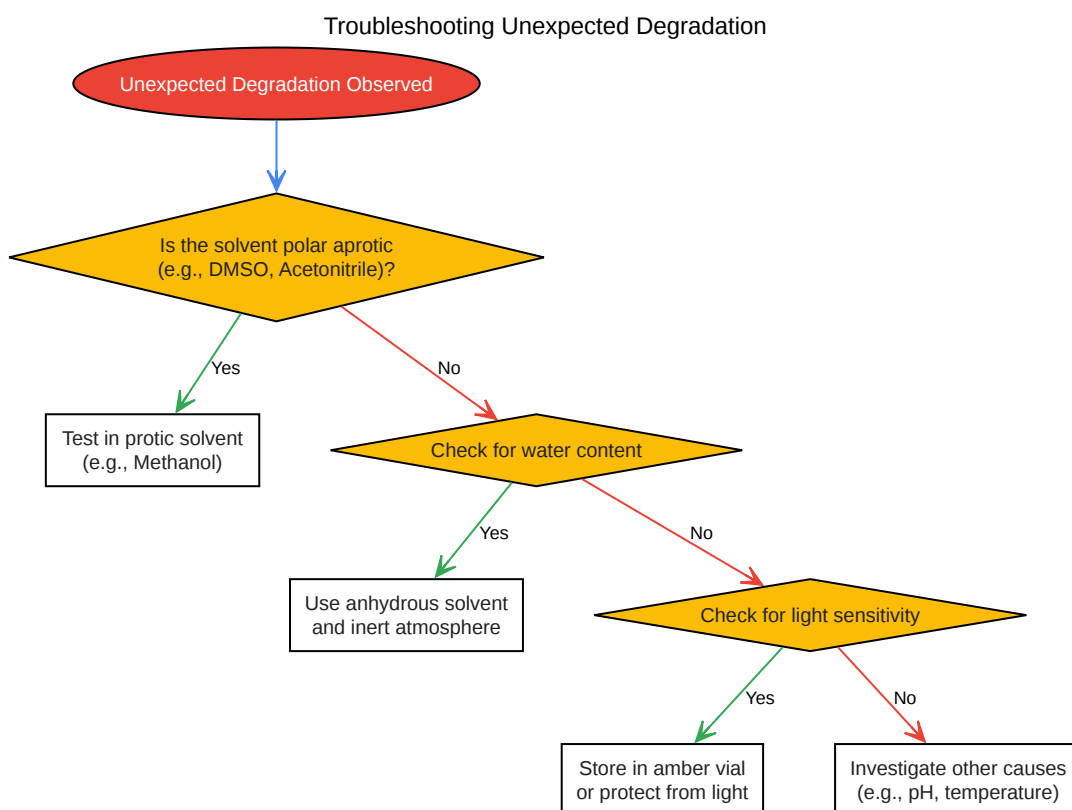 Troubleshooting Unexpected Degradation
Unexpected Degradation Observed
Is the solvent polar aprotic
(e.g., DMSO, Acetonitrile)?
Yes
No
Test in protic solvent
(e.g., Methanol)
Check for water content
Yes
No
Use anhydrous solvent
and inert atmosphere
Check for light sensitivity
Yes
No
Store in amber vial
or protect from light
Investigate other causes
(e.g., pH, temperature)